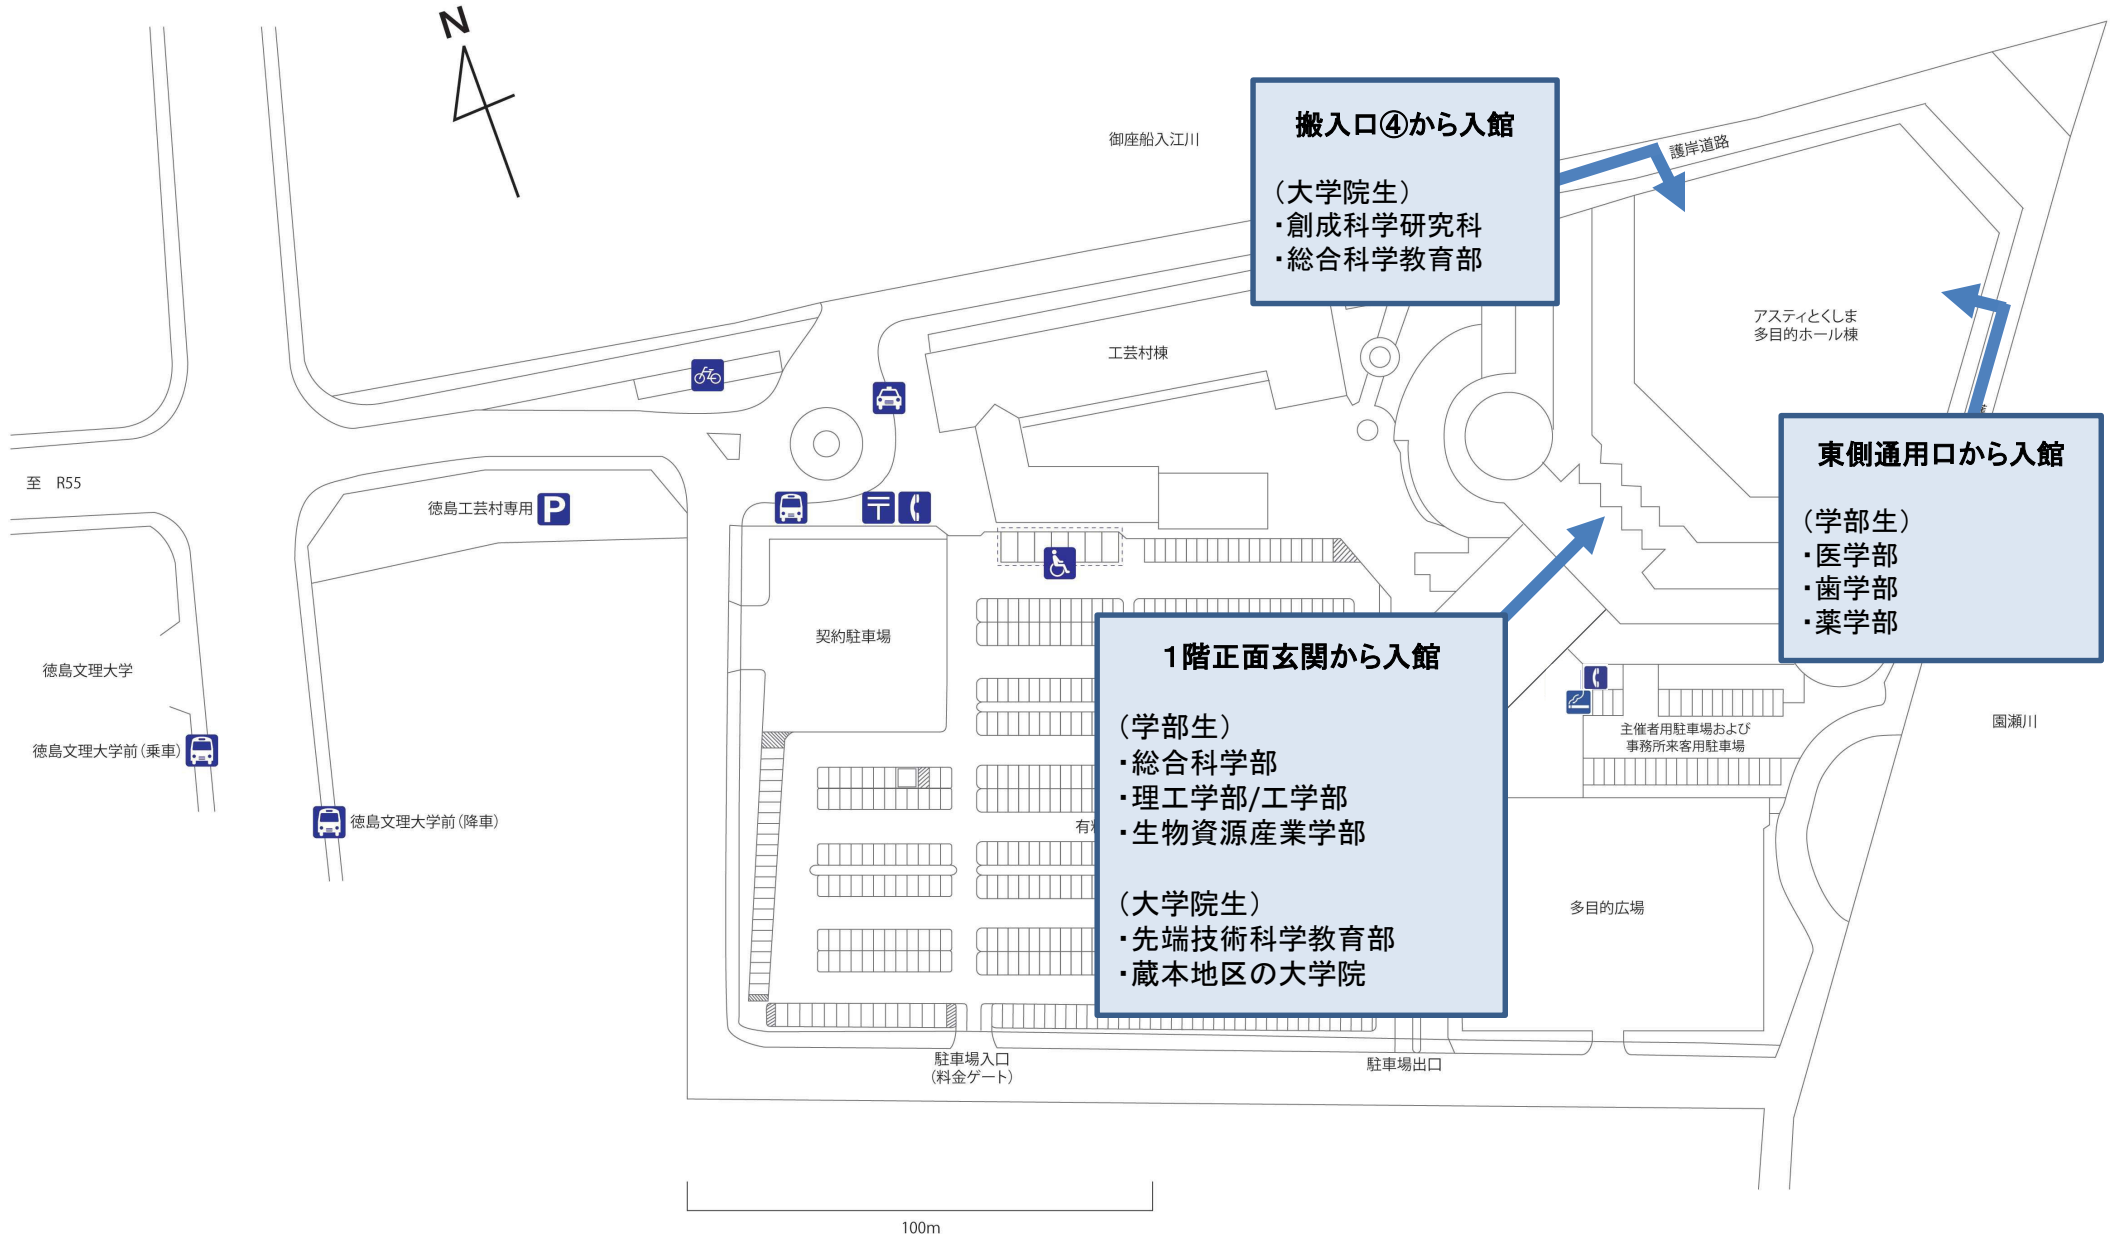 N
御座船入江川
搬入口④から入館
（大学院生）
・創成科学研究科
・総合科学教育部
護岸道路
アスティとくしま
多目的ホール棟
工芸村棟
東側通用口から入館
（学部生）
・医学部
・歯学部
・薬学部
至 R55
徳島工芸村専用 P
契約駐車場
1階正面玄関から入館
（学部生）
・総合科学部
・理工学部/工学部
・生物資源産業学部
（大学院生）
・先端技術科学教育部
・蔵本地区の大学院
徳島文理大学
徳島文理大学前（乗車）
徳島文理大学前（降車）
主催者用駐車場および
事務所来客用駐車場
園瀬川
有
多目的広場
駐車場入口
（料金ゲート）
駐車場出口
100m